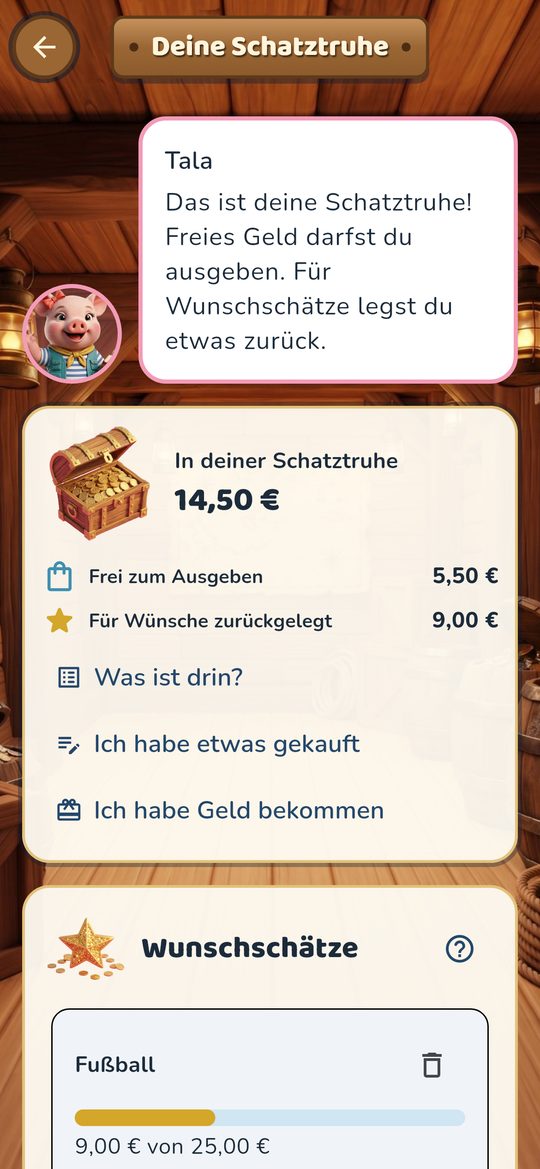 Deine Schatztruhe
Tala
Das ist deine Schatztruhe!
Freies Geld darfst du
ausgeben. Für
Wunschschätze legst du
etwas zurück.
In deiner Schatztruhe
14,50 €
Frei zum Ausgeben 5,50 €
Für Wünsche zurückgelegt 9,00 €
Was ist drin?
Ich habe etwas gekauft
Ich habe Geld bekommen
Wunschschätze
Fußball
9,00 € von 25,00 €